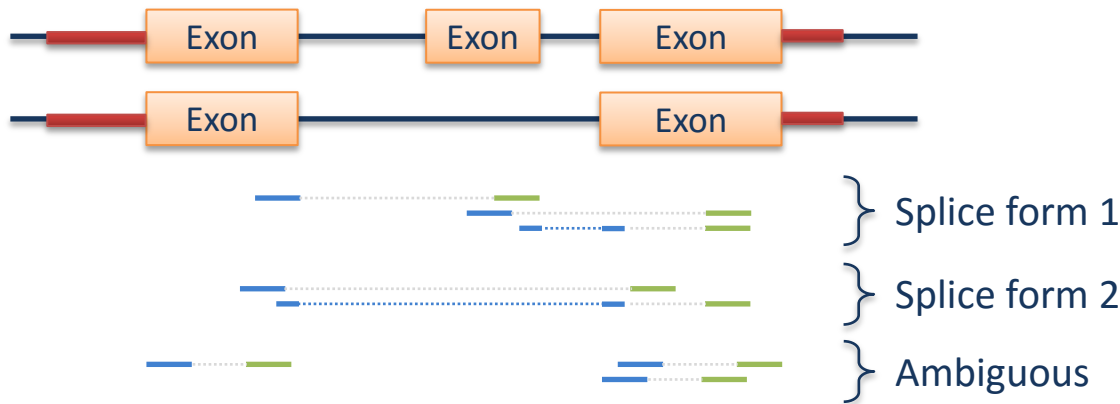 Exon Exon Exon
Exon Exon
Splice form 1
Splice form 2
Ambiguous